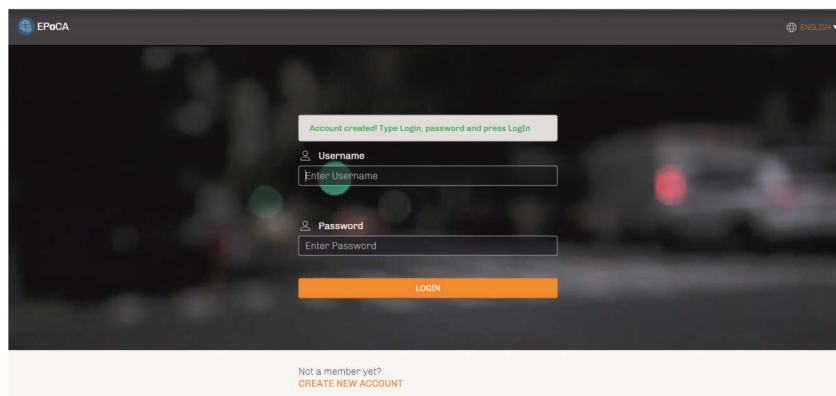 EPoCA
ENGLISH
Account created! Type Login, password and press LogIn
Username
Enter Username
Password
Enter Password
LOGIN
Not a member yet?
CREATE NEW ACCOUNT